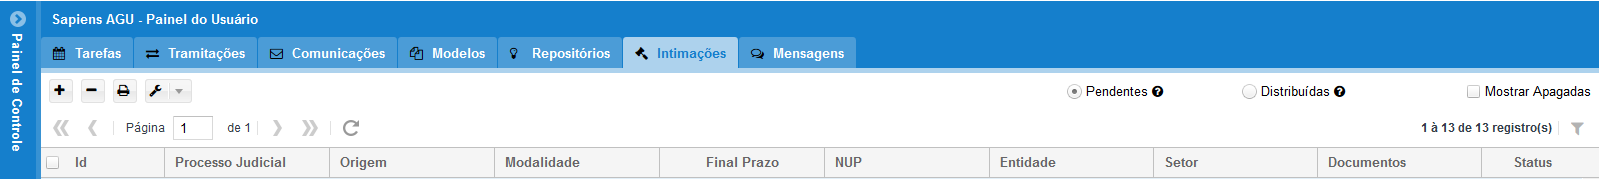 Sapiens AGU - Painel do Usuário
Painel de Controle
Tarefas Tramitações Comunicações Modelos Repositórios Intimações Mensagens
Pendentes Distribuídas Mostrar Apagadas
Página 1 de 1 1 à 13 de 13 registro(s)
Id Processo Judicial Origem Modalidade Final Prazo NUP Entidade Setor Documentos Status